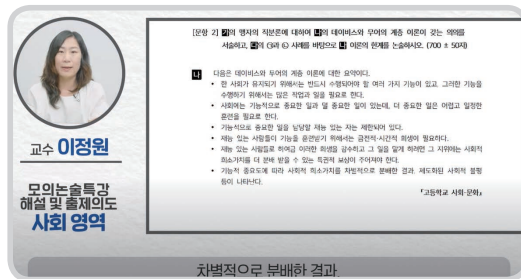 [문항 2] 가의 맹자의 직분론에 대하여 나의 데이비스와 무어의 계층 이론이 갖는 의의를
서술하고, 다의 ㉠과 ㉡ 사례를 바탕으로 나 이론의 한계를 논술하시오. (700 ± 50자)
나
다음은 데이비스와 무어의 계층 이론에 대한 요약이다.
• 한 사회가 유지되기 위해서는 반드시 수행되어야 할 여러 가지 기능이 있고, 그러한 기능을
수행하기 위해서는 많은 직업과 일을 필요로 한다.
• 사회에는 기능적으로 중요한 일과 덜 중요한 일이 있는데, 더 중요한 일은 어렵고 일정한
훈련을 필요로 한다.
• 기능적으로 중요한 일을 담당할 재능 있는 자는 제한되어 있다.
• 재능 있는 사람들이 기능을 훈련받기 위해서는 금전적·시간적 희생이 필요하다.
• 재능 있는 사람들로 하여금 이러한 희생을 감수하고 그 일을 맡게 하려면 그 지위에는 사회적
희소가치를 더 분배 받을 수 있는 특권적 보상이 주어져야 한다.
• 기능적 중요도에 따라 사회적 희소가치를 차별적으로 분배한 결과, 제도화된 사회적 불평
등이 나타난다.
『고등학교 사회·문화』
교수 이정원
모의논술특강
해설 및 출제의도
사회 영역
차별적으로 분배한 결과,